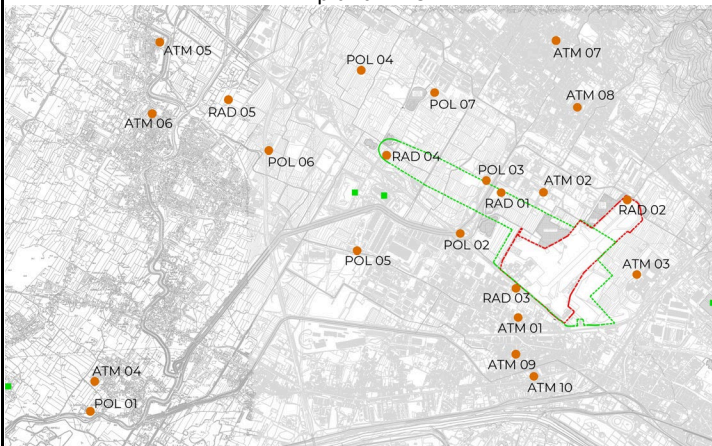 ATM 05
POL 04
ATM 07
RAD 05
POL 07
ATM 08
ATM 06
POL 06
RAD 04
POL 03
RAD 01
ATM 02
RAD 02
POL 02
POL 05
ATM 03
RAD 03
ATM 01
ATM 09
ATM 10
ATM 04
POL 01